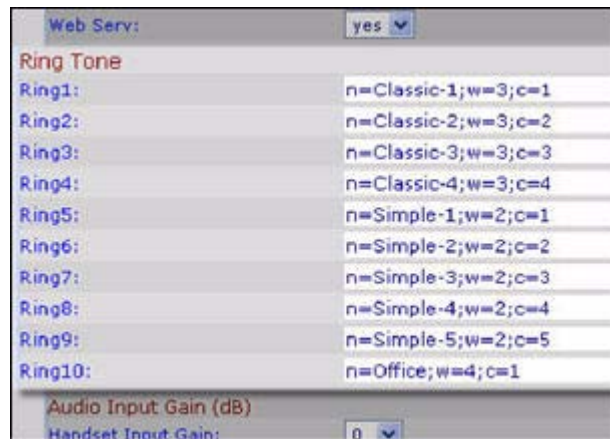 Web Serv: yes
Ring Tone
Ring1: n=Classic-1;w=3;c=1
Ring2: n=Classic-2;w=3;c=2
Ring3: n=Classic-3;w=3;c=3
Ring4: n=Classic-4;w=3;c=4
Ring5: n=Simple-1;w=2;c=1
Ring6: n=Simple-2;w=2;c=2
Ring7: n=Simple-3;w=2;c=3
Ring8: n=Simple-4;w=2;c=4
Ring9: n=Simple-5;w=2;c=5
Ring10: n=Office;w=4;c=1
Audio Input Gain (dB)
Handset Input Gain: 0